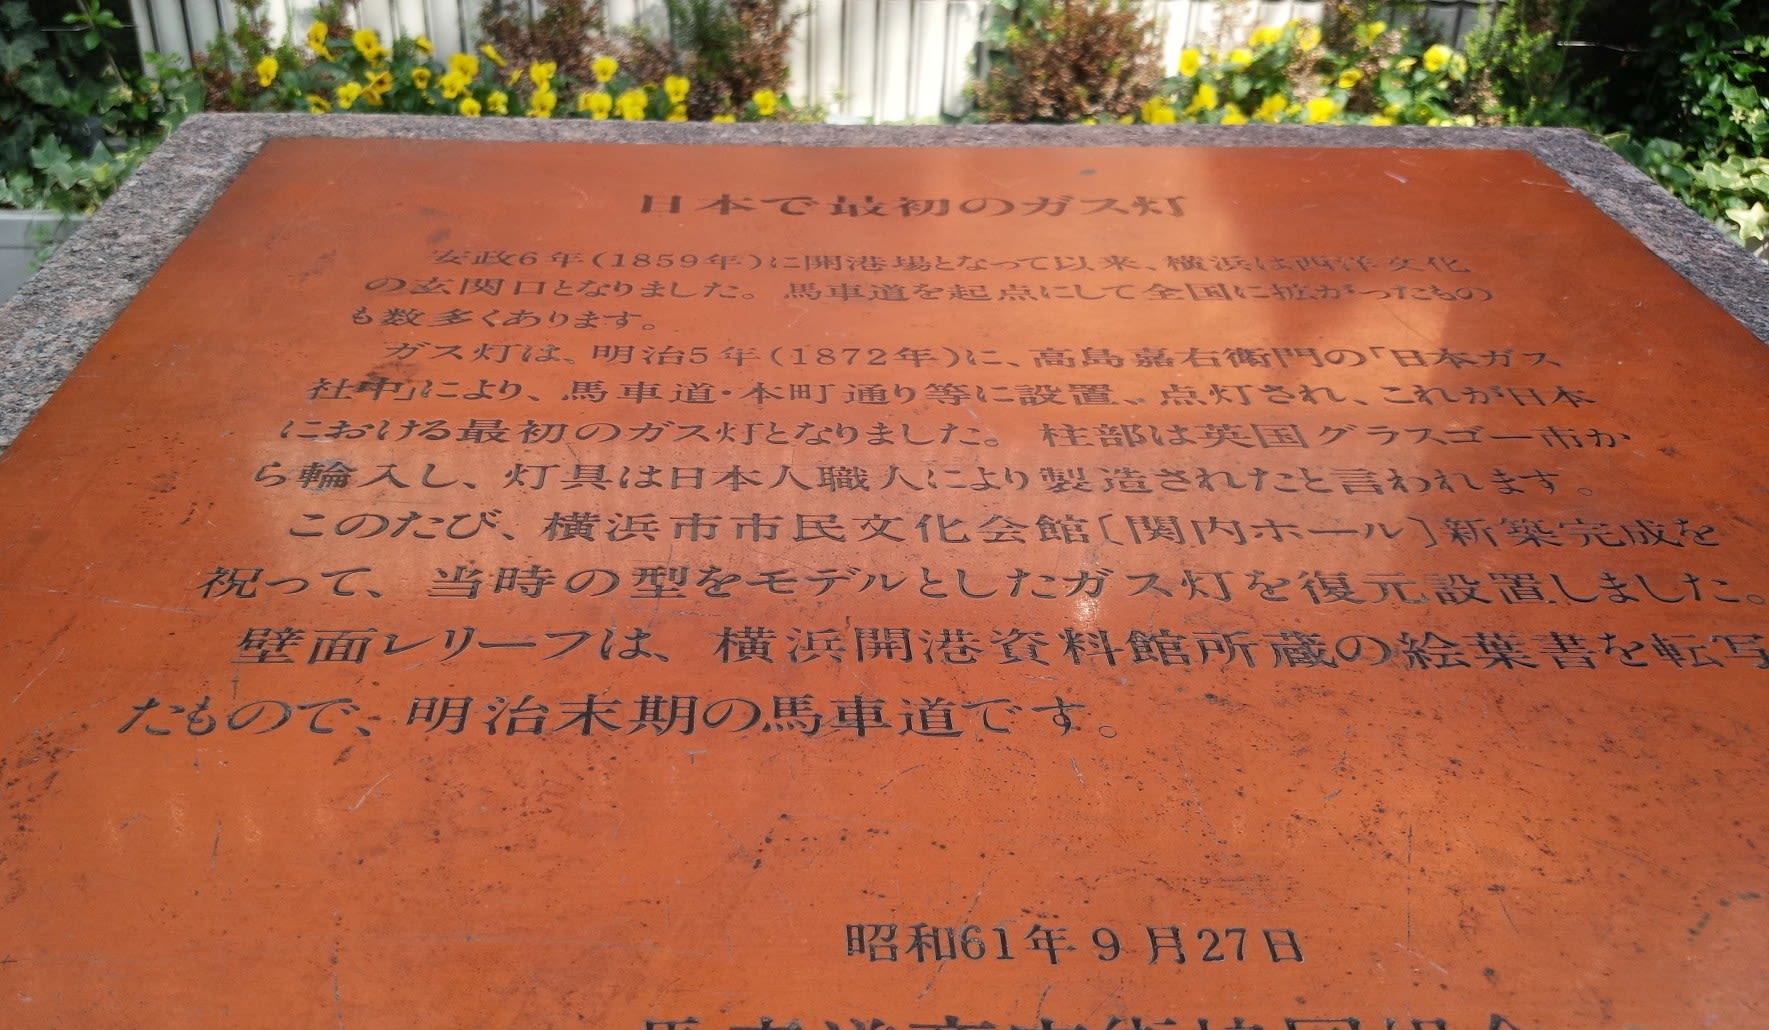 日本で最初のガス灯
安政6年(1859年)に開港場となって以来、横浜は西洋文化
の玄関口となりました。馬車道を起点にして全国に拡がったもの
も数多くあります。
ガス灯は、明治5年(1872年)に、高島嘉右衛門の「日本ガス
社中」により、馬車道・本町通り等に設置、点灯され、これが日本
における最初のガス灯となりました。柱部は英国グラスゴー市か
ら輪入し、灯具は日本人職人により製造されたと言われます。
このたび、横浜市市民文化会館〔関内ホール〕新築完成を
祝って、当時の型をモデルとしたガス灯を復元設置しました。
壁面レリーフは、横浜開港資料館所蔵の絵葉書を転写
たもので、明治末期の馬車道です。
昭和61年9月27日